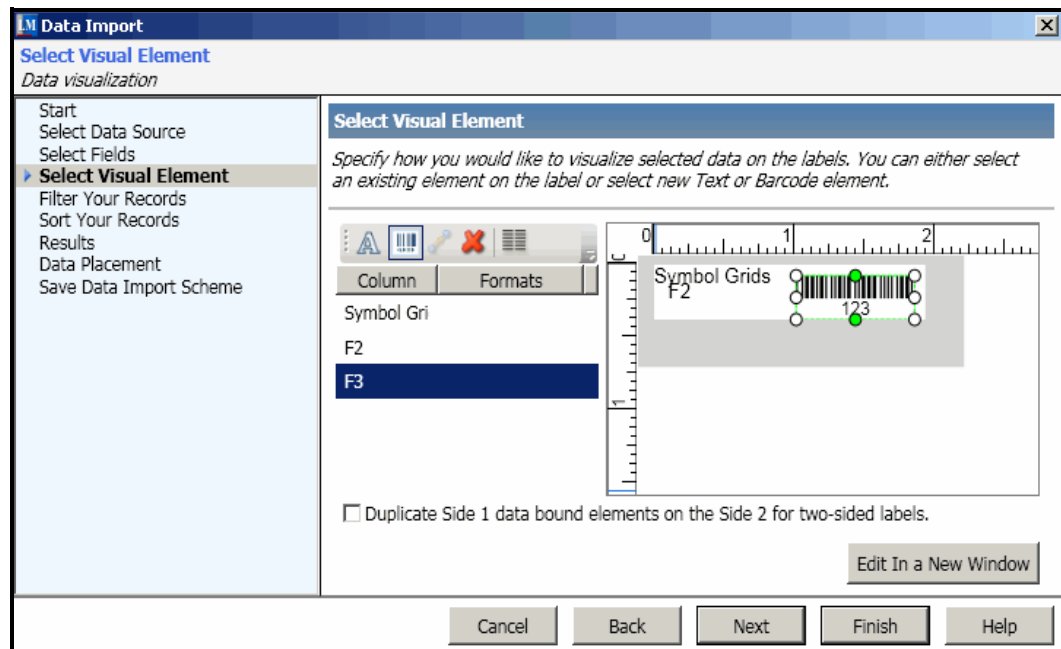 LM Data Import
Select Visual Element
Data visualization
Start
Select Data Source
Select Fields
Select Visual Element
Filter Your Records
Sort Your Records
Results
Data Placement
Save Data Import Scheme
Select Visual Element
Specify how you would like to visualize selected data on the labels. You can either select
an existing element on the label or select new Text or Barcode element.
A
Column Formats
Symbol Gri
F2
F3
0 1 2
0
1
Symbol Grids
F2
123
Duplicate Side 1 data bound elements on the Side 2 for two-sided labels.
Edit In a New Window
Cancel Back Next Finish Help